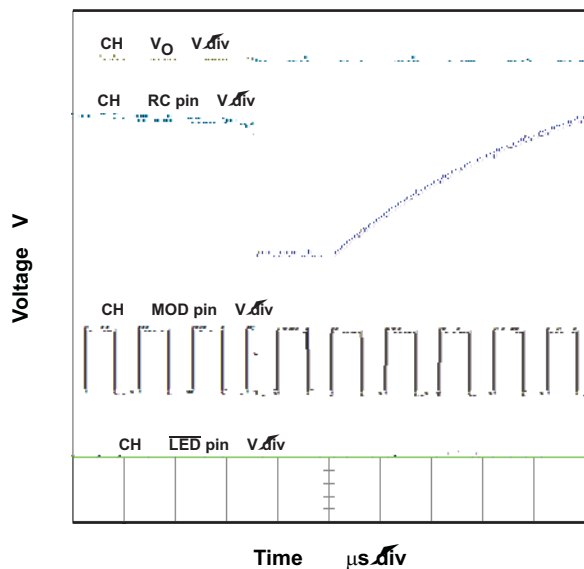 CH VO V/div
CH RC pin V/div
CH MOD pin V/div
CH LED pin V/div
Voltage V
Time μs/div